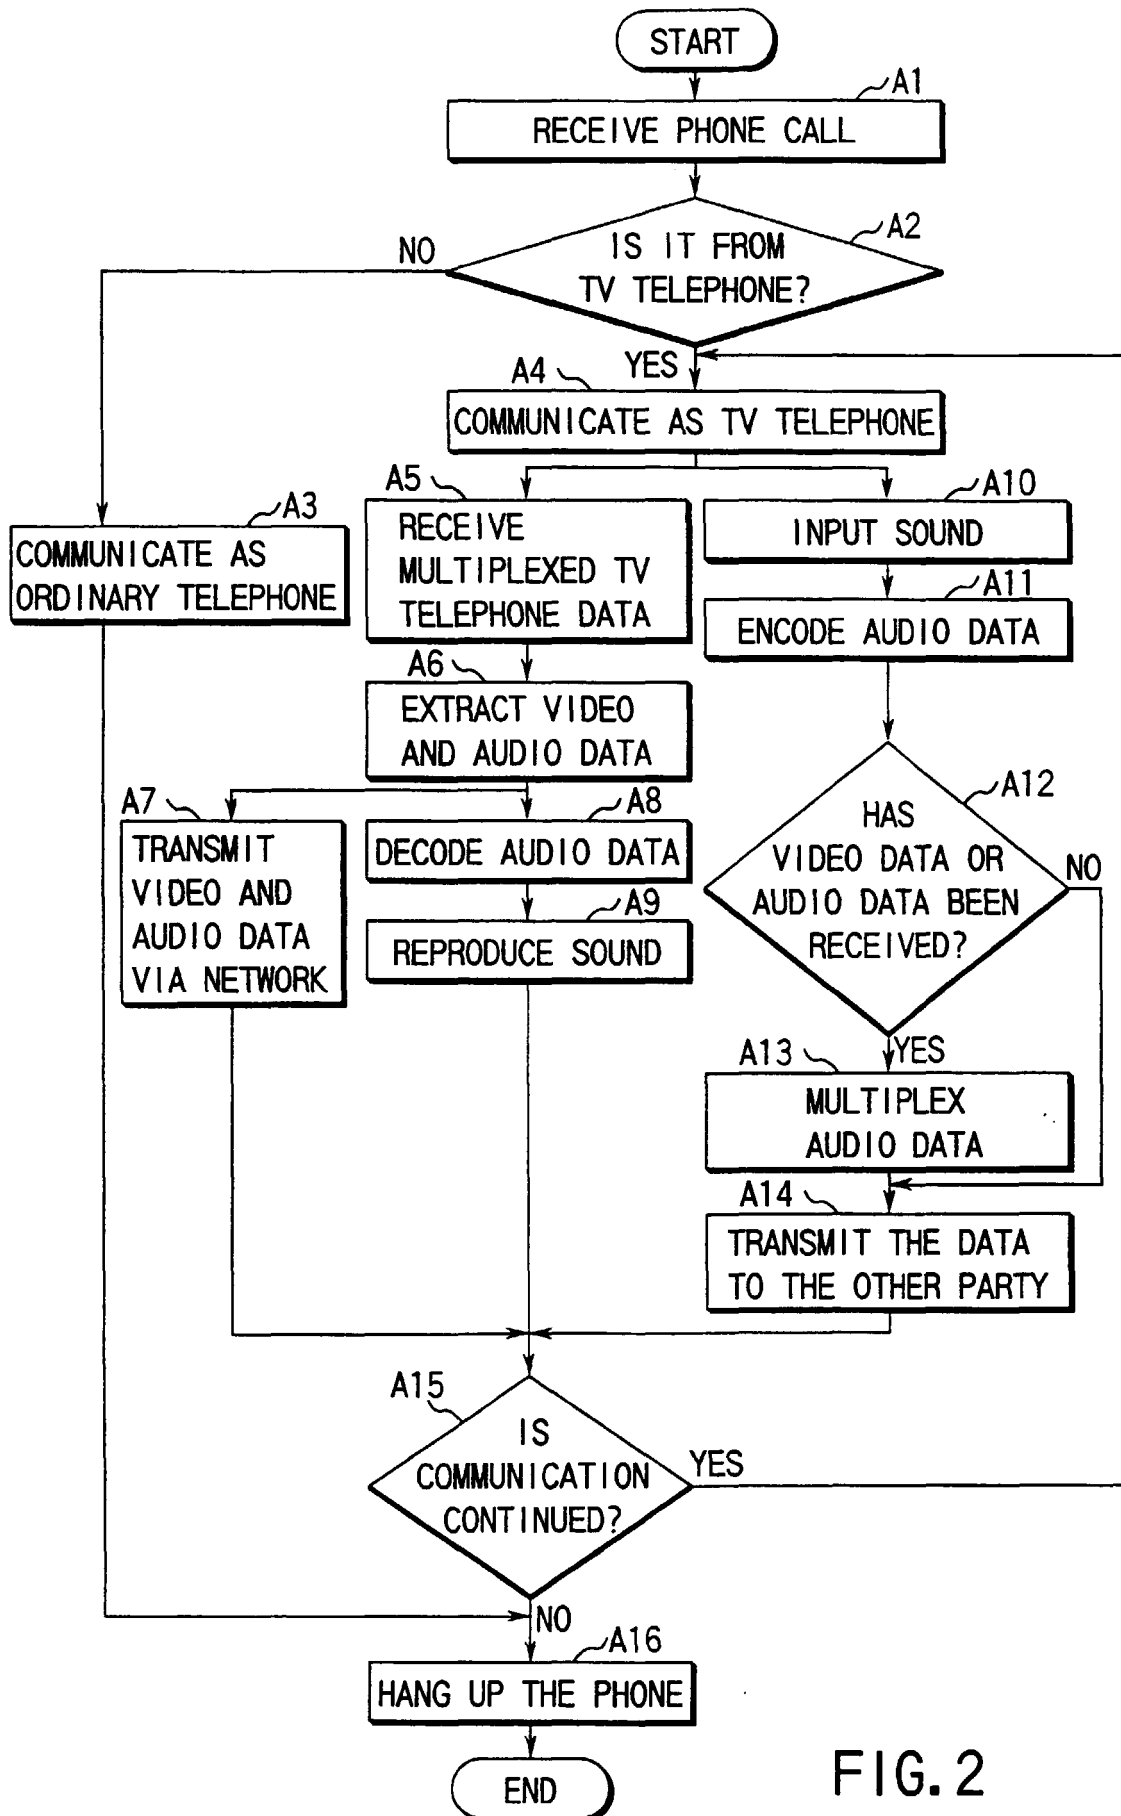 START
A1
RECEIVE PHONE CALL
A2
IS IT FROM
TV TELEPHONE?
NO
YES
A4
COMMUNICATE AS TV TELEPHONE
A3
COMMUNICATE AS
ORDINARY TELEPHONE
A5
RECEIVE
MULTIPLEXED TV
TELEPHONE DATA
A10
INPUT SOUND
A11
ENCODE AUDIO DATA
A6
EXTRACT VIDEO
AND AUDIO DATA
A7
TRANSMIT
VIDEO AND
AUDIO DATA
VIA NETWORK
A8
DECODE AUDIO DATA
A9
REPRODUCE SOUND
A12
HAS
VIDEO DATA OR
AUDIO DATA BEEN
RECEIVED?
NO
YES
A13
MULTIPLEX
AUDIO DATA
A14
TRANSMIT THE DATA
TO THE OTHER PARTY
A15
IS
COMMUNICATION
CONTINUED?
YES
NO
A16
HANG UP THE PHONE
END
FIG. 2